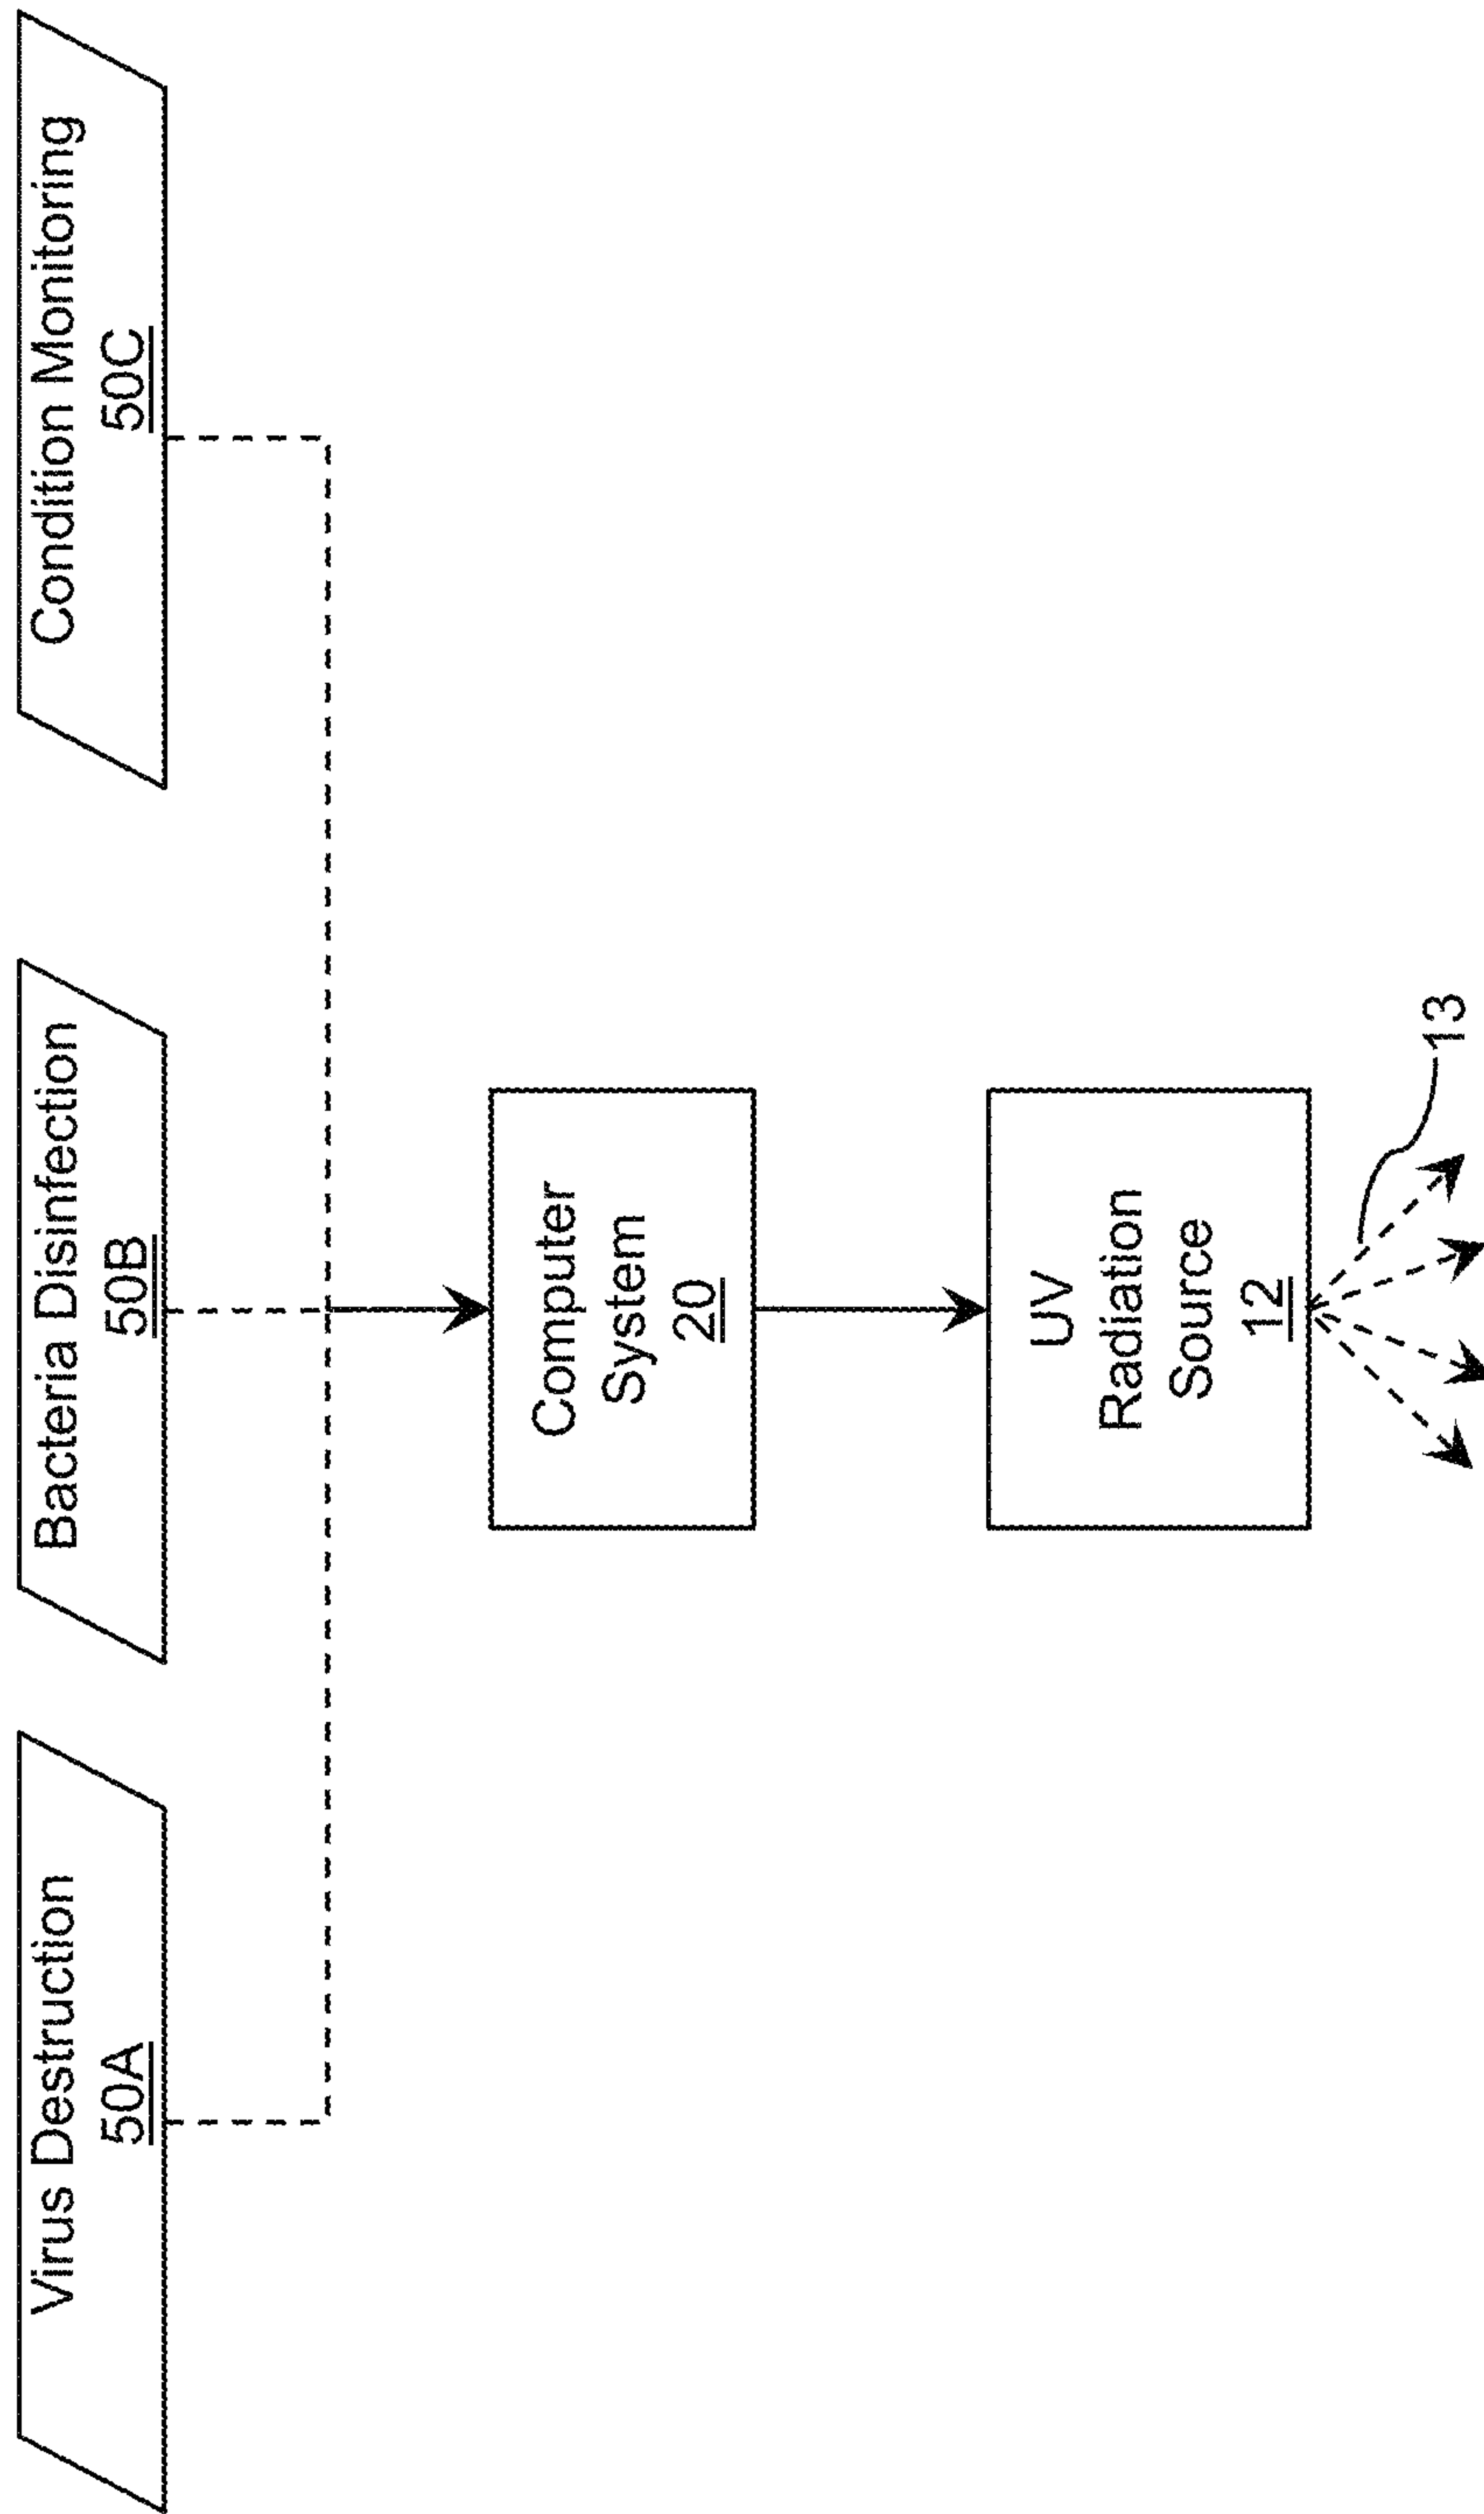 Virus Destruction
50A
Bacteria Disinfection
50B
Condition Monitoring
50C
Computer
System
20
UV
Radiation
Source
12
13